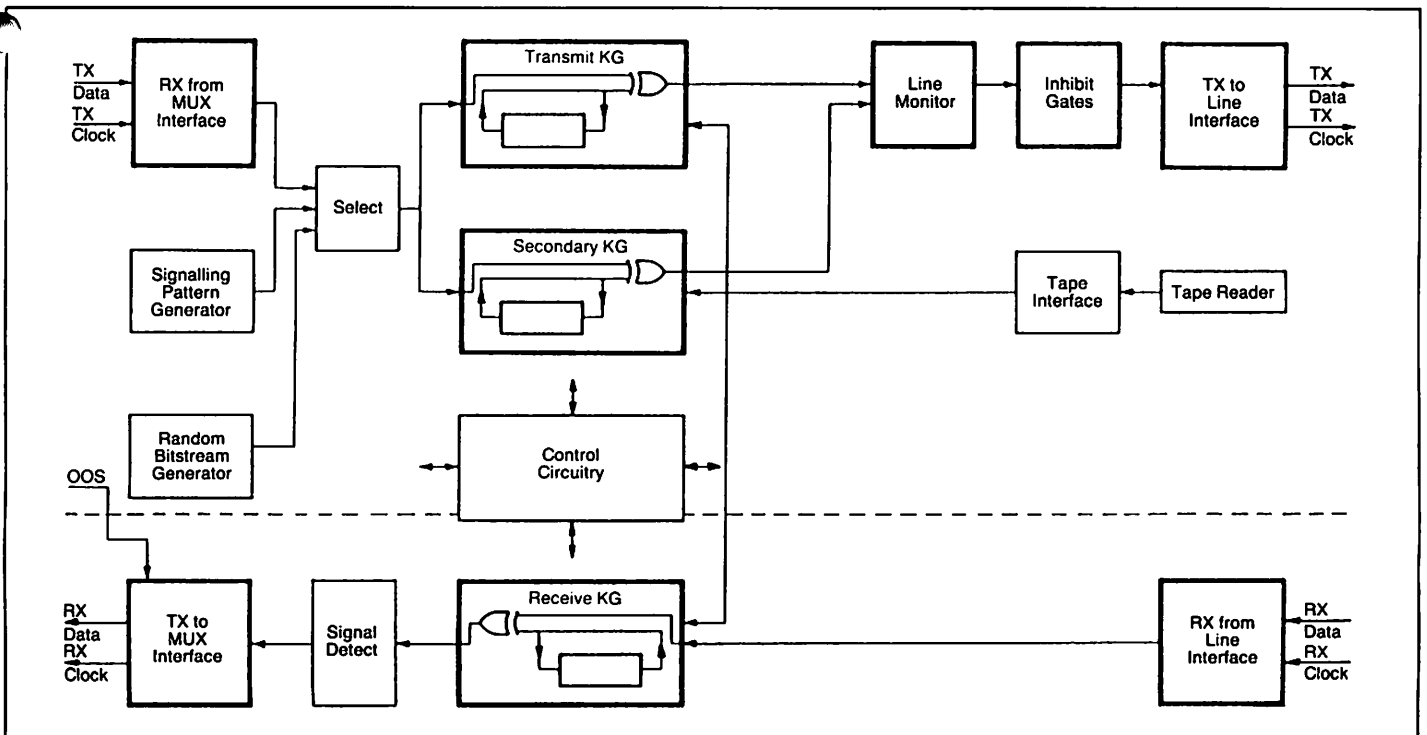 TX
Data
TX
Clock
RX from
MUX
Interface
Signalling
Pattern
Generator
Random
Bitstream
Generator
Select
Transmit KG
Secondary KG
Line
Monitor
Inhibit
Gates
TX to
Line
Interface
TX
Data
TX
Clock
Tape
Interface
Tape Reader
Control
Circuitry
OOS
RX
Data
RX
Clock
TX to
MUX
Interface
Signal
Detect
Receive KG
RX from
Line
Interface
RX
Data
RX
Clock